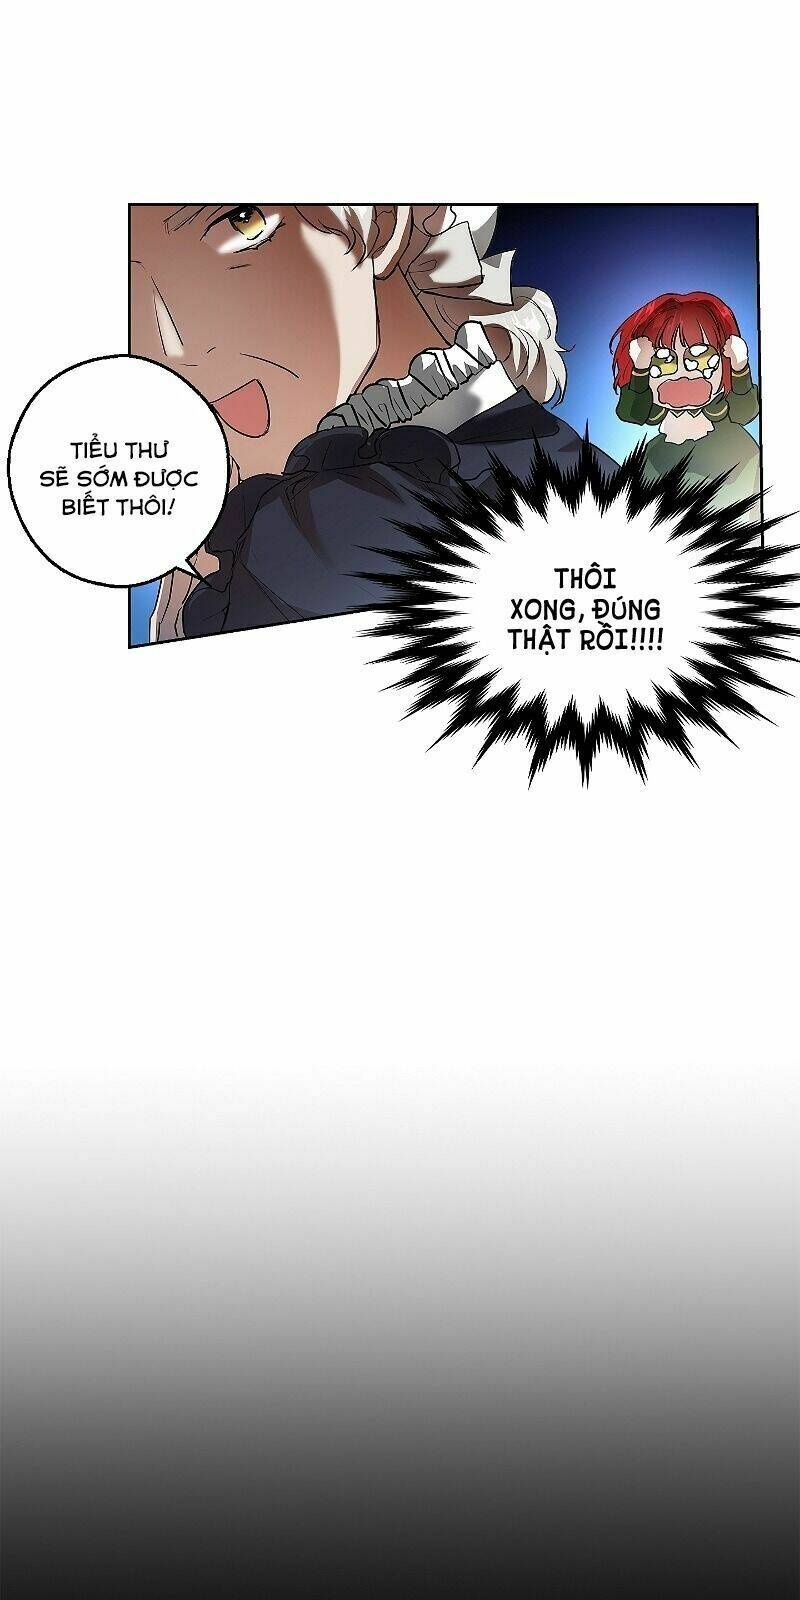 TIỂU THƯ
SẼ SỚM ĐƯỢC
BIẾT THÔI!
THÔI
XONG, ĐÚNG
THẬT RỒI!!!!